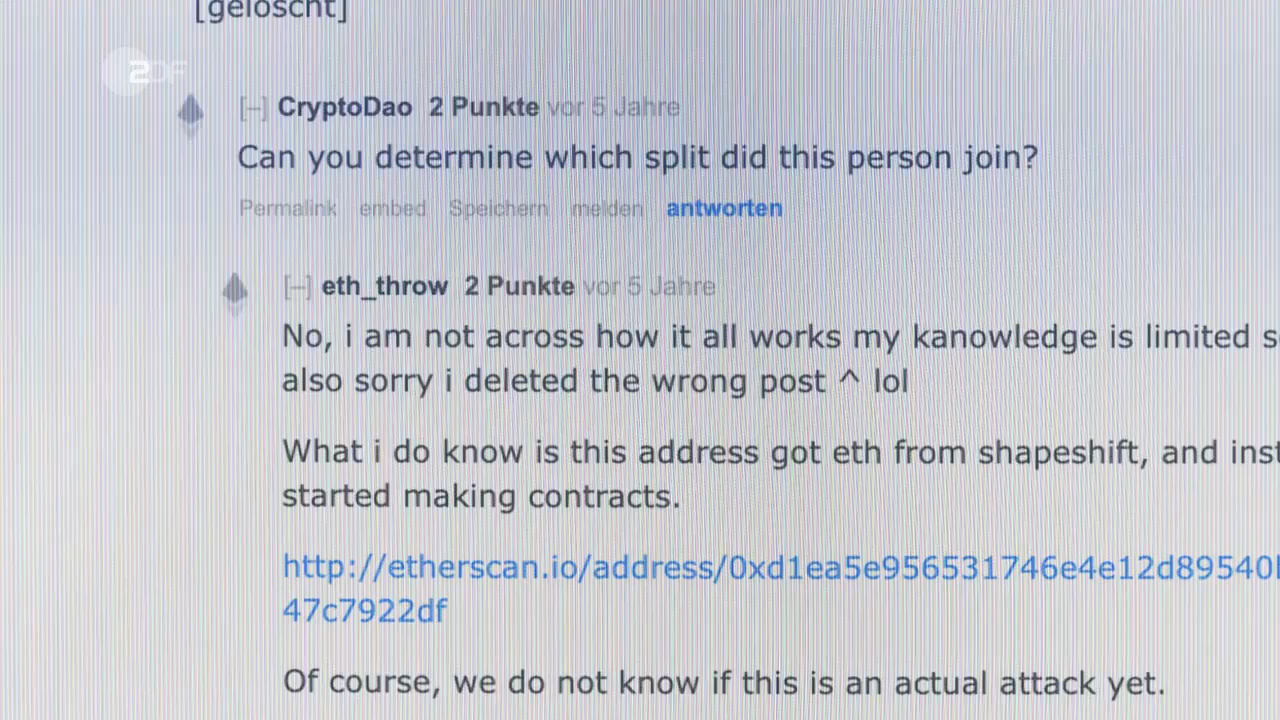 [gelöscht]
ZDF
[–] CryptoDao 2 Punkte vor 5 Jahre
Can you determine which split did this person join?
Permalink embed Speichern melden antworten
[–] eth_throw 2 Punkte vor 5 Jahre
No, i am not across how it all works my kanowledge is limited s
also sorry i deleted the wrong post ^ lol
What i do know is this address got eth from shapeshift, and inst
started making contracts.
http://etherscan.io/address/0xd1ea5e956531746e4e12d89540
47c7922df
Of course, we do not know if this is an actual attack yet.